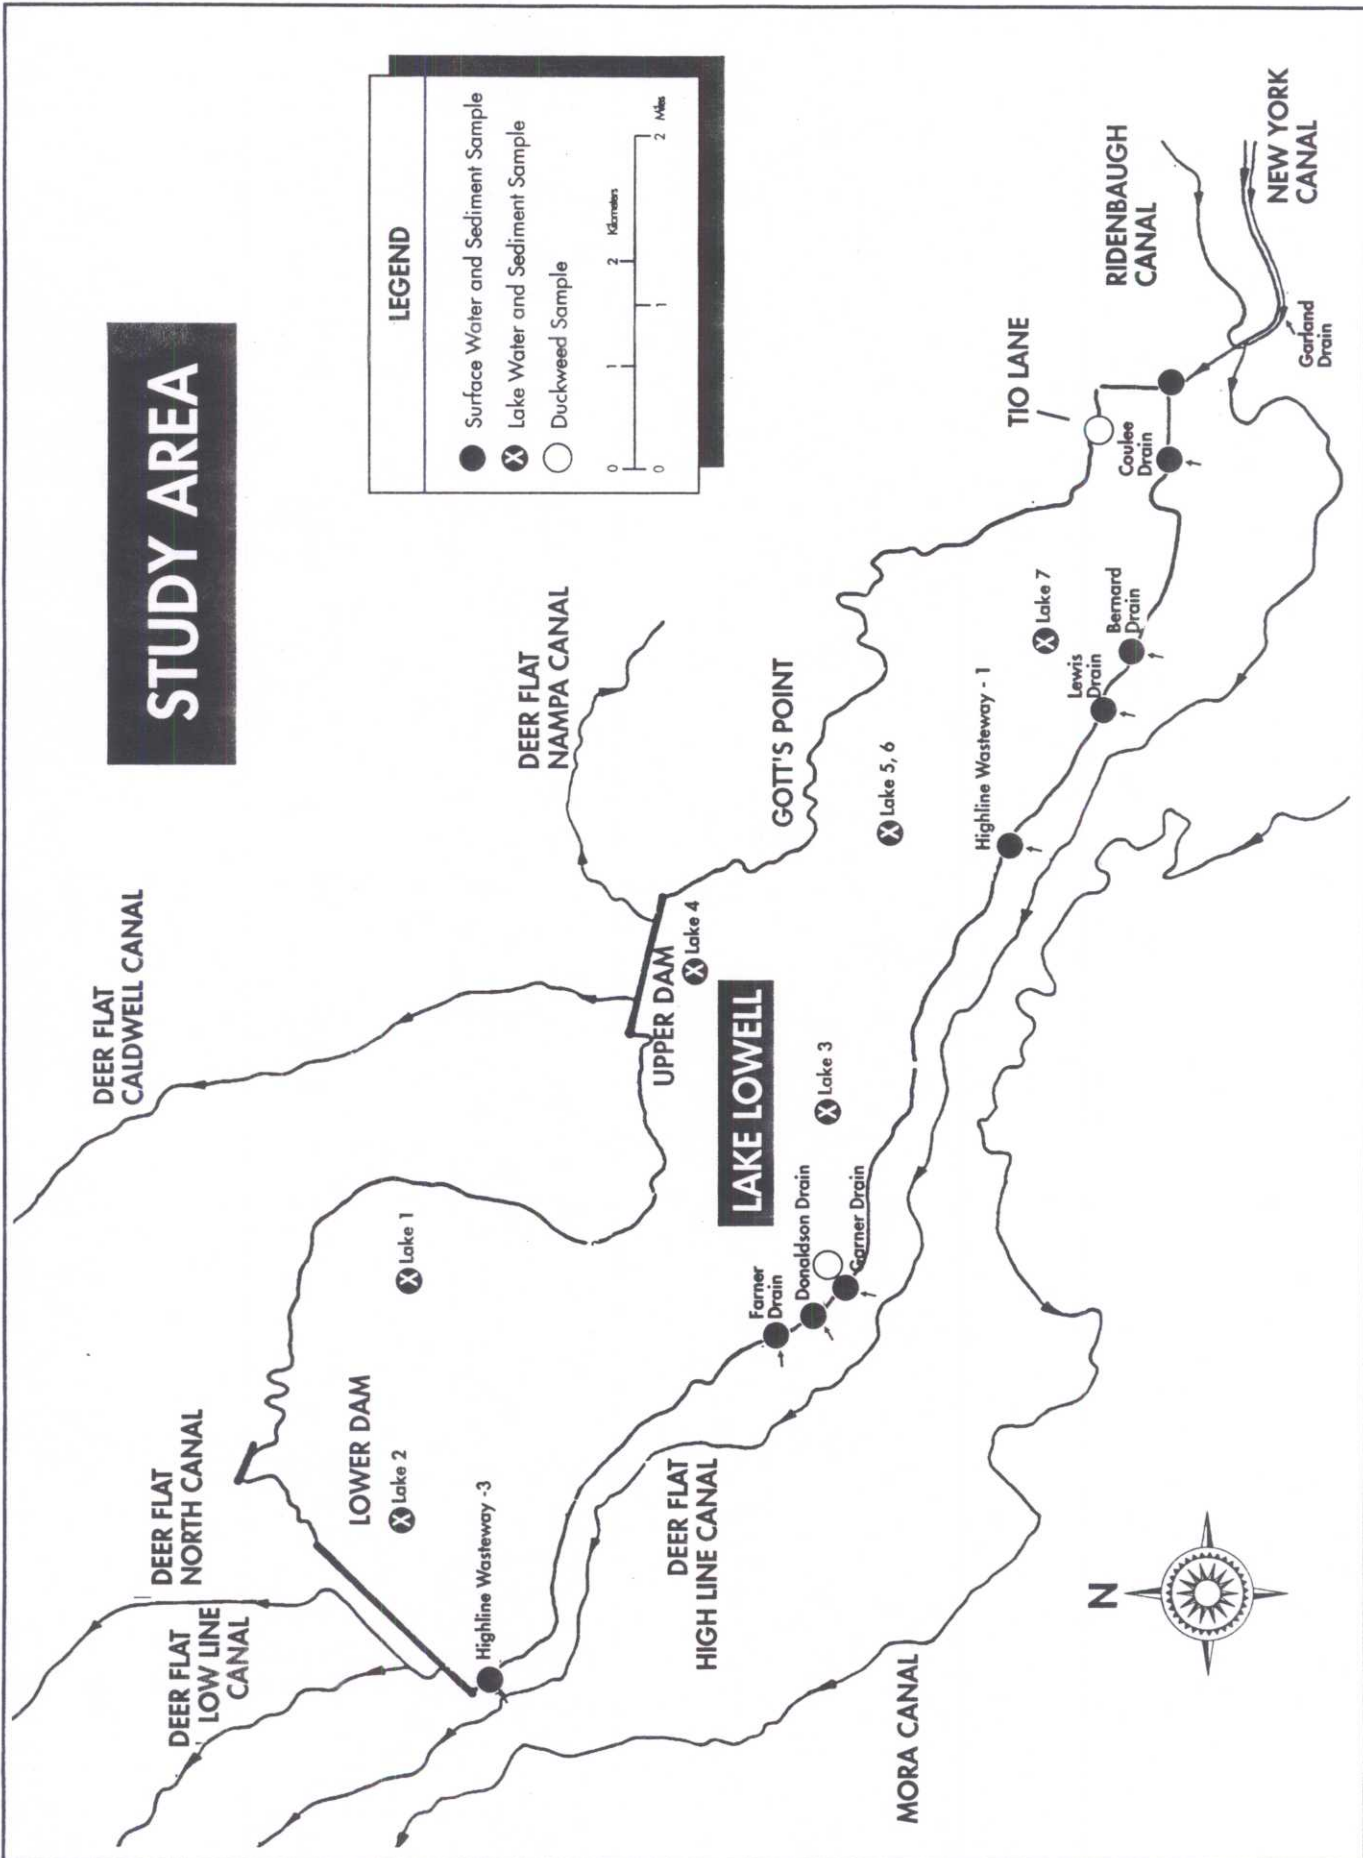 STUDY AREA
LEGEND
Surface Water and Sediment Sample
X Lake Water and Sediment Sample
Duckweed Sample
0 1 2 Kilometers
0 1 2 Miles
DEER FLAT
LOW LINE
CANAL
DEER FLAT
NORTH CANAL
DEER FLAT
CALDWELL CANAL
DEER FLAT
NAMPA CANAL
LOWER DAM
X Lake 2
X Lake 1
Highline Wasteway -3
UPPER DAM
X Lake 4
LAKE LOWELL
X Lake 3
GOTT'S POINT
X Lake 5, 6
X Lake 7
TIO LANE
RIDENBAUGH
CANAL
NEW YORK
CANAL
Garland
Drain
Coulee
Drain
Bernard
Drain
Lewis
Drain
Highline Wasteway - 1
Farner
Drain
Donaldson Drain
Garner Drain
DEER FLAT
HIGH LINE CANAL
MORA CANAL
N